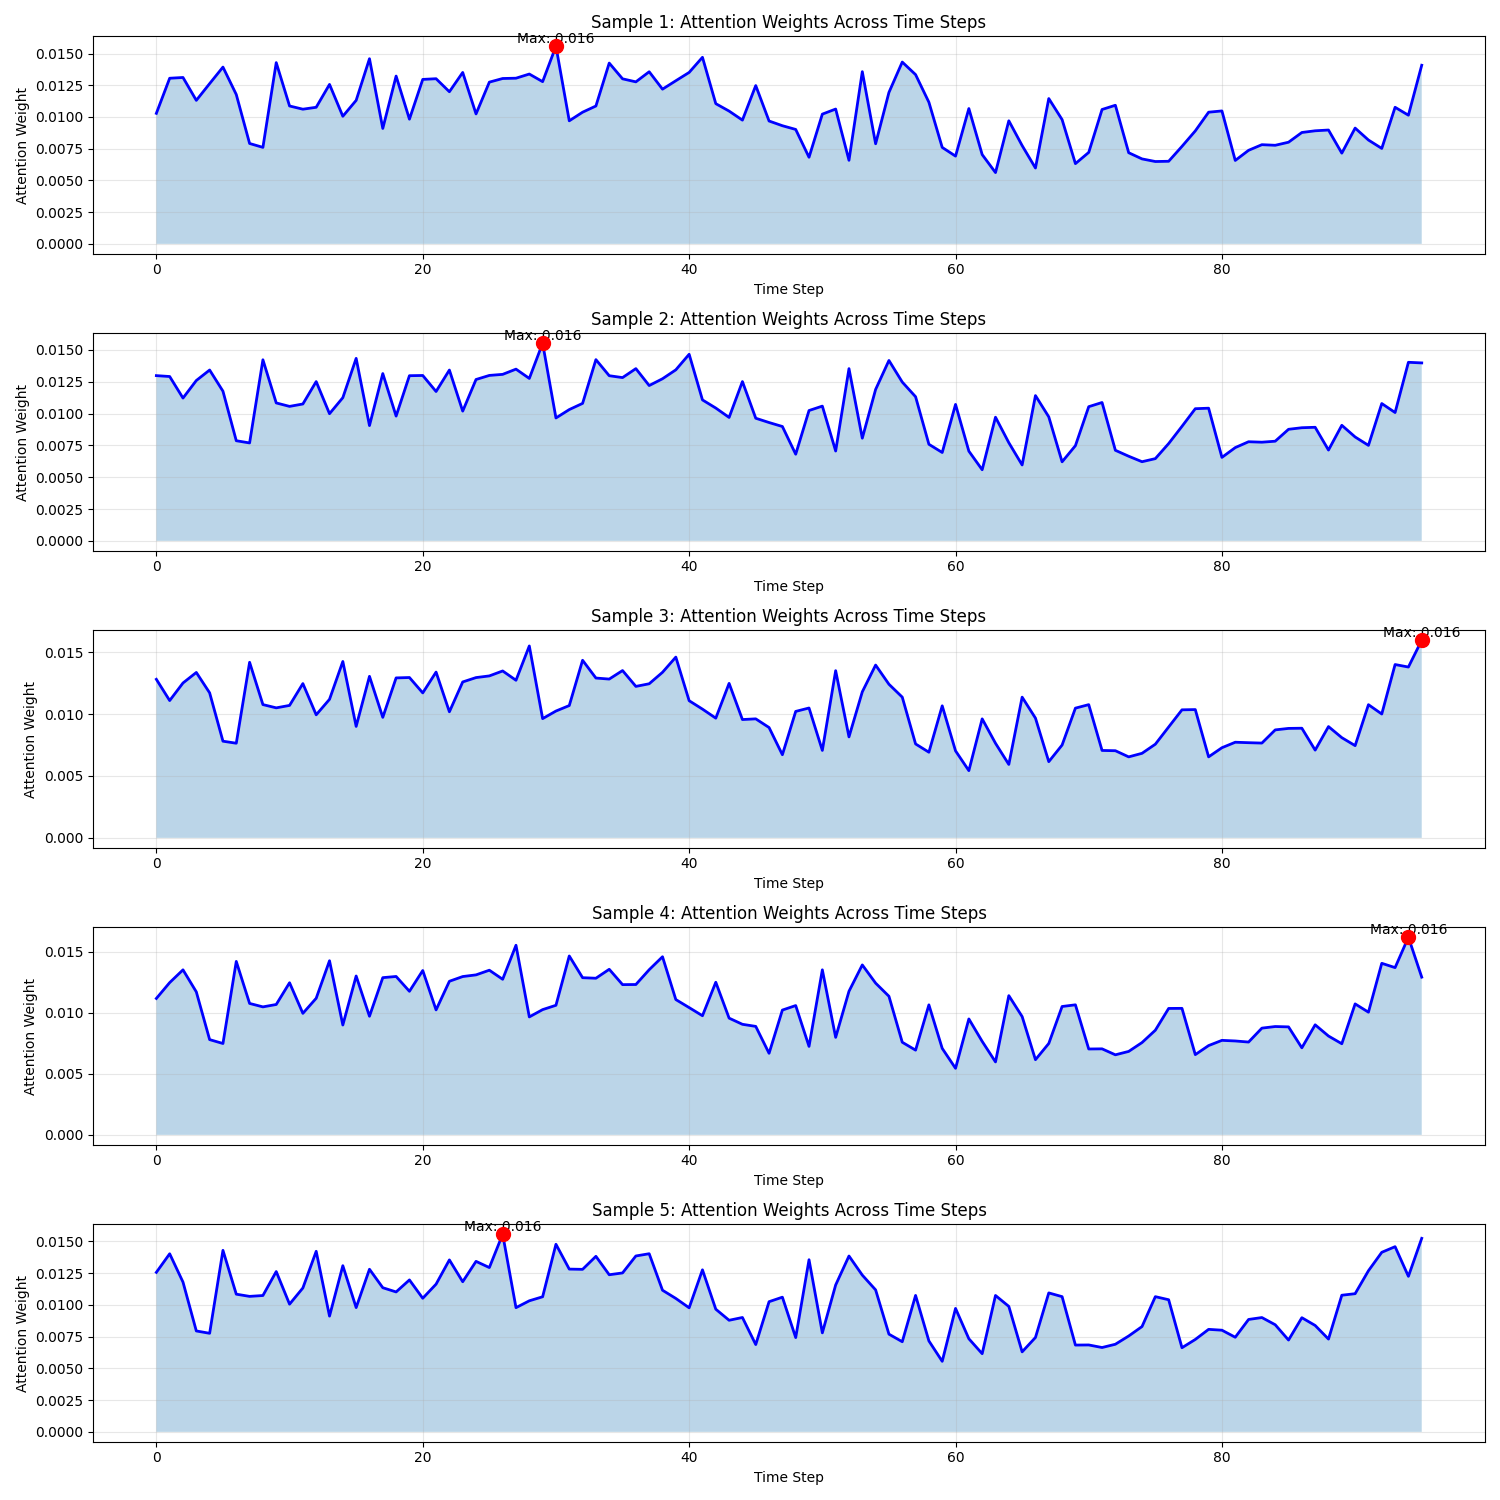 Sample 1: Attention Weights Across Time Steps
Max: 0.016
0.0150
0.0125
0.0100
0.0075
0.0050
0.0025
0.0000
Attention Weight
0 20 40 60 80
Time Step
Sample 2: Attention Weights Across Time Steps
Max: 0.016
0.0150
0.0125
0.0100
0.0075
0.0050
0.0025
0.0000
Attention Weight
0 20 40 60 80
Time Step
Sample 3: Attention Weights Across Time Steps
Max: 0.016
0.015
0.010
0.005
0.000
Attention Weight
0 20 40 60 80
Time Step
Sample 4: Attention Weights Across Time Steps
Max: 0.016
0.015
0.010
0.005
0.000
Attention Weight
0 20 40 60 80
Time Step
Sample 5: Attention Weights Across Time Steps
Max: 0.016
0.0150
0.0125
0.0100
0.0075
0.0050
0.0025
0.0000
Attention Weight
0 20 40 60 80
Time Step